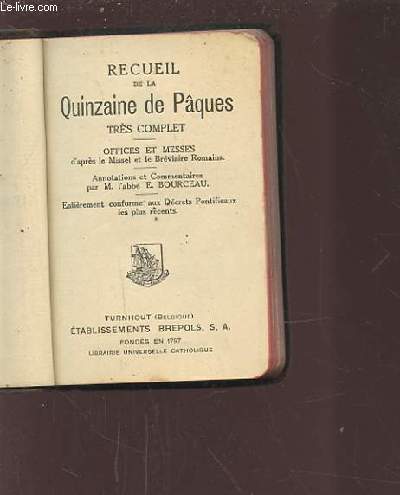 © Le-livre.com
RECUEIL
DE LA
Quinzaine de Pâques
TRÈS COMPLET
OFFICES ET MESSES
d'après le Missel et le Bréviaire Romains.
Annotations et Commentaires
par M. l'abbé E. BOURCEAU.
Entièrement conforme aux Décrets Pontificaux
les plus récents.
TURNHOUT (BELGIQUE)
ÉTABLISSEMENTS BREPOLS, S. A.
FONDÉS EN 1797
LIBRAIRIE UNIVERSELLE CATHOLIQUE